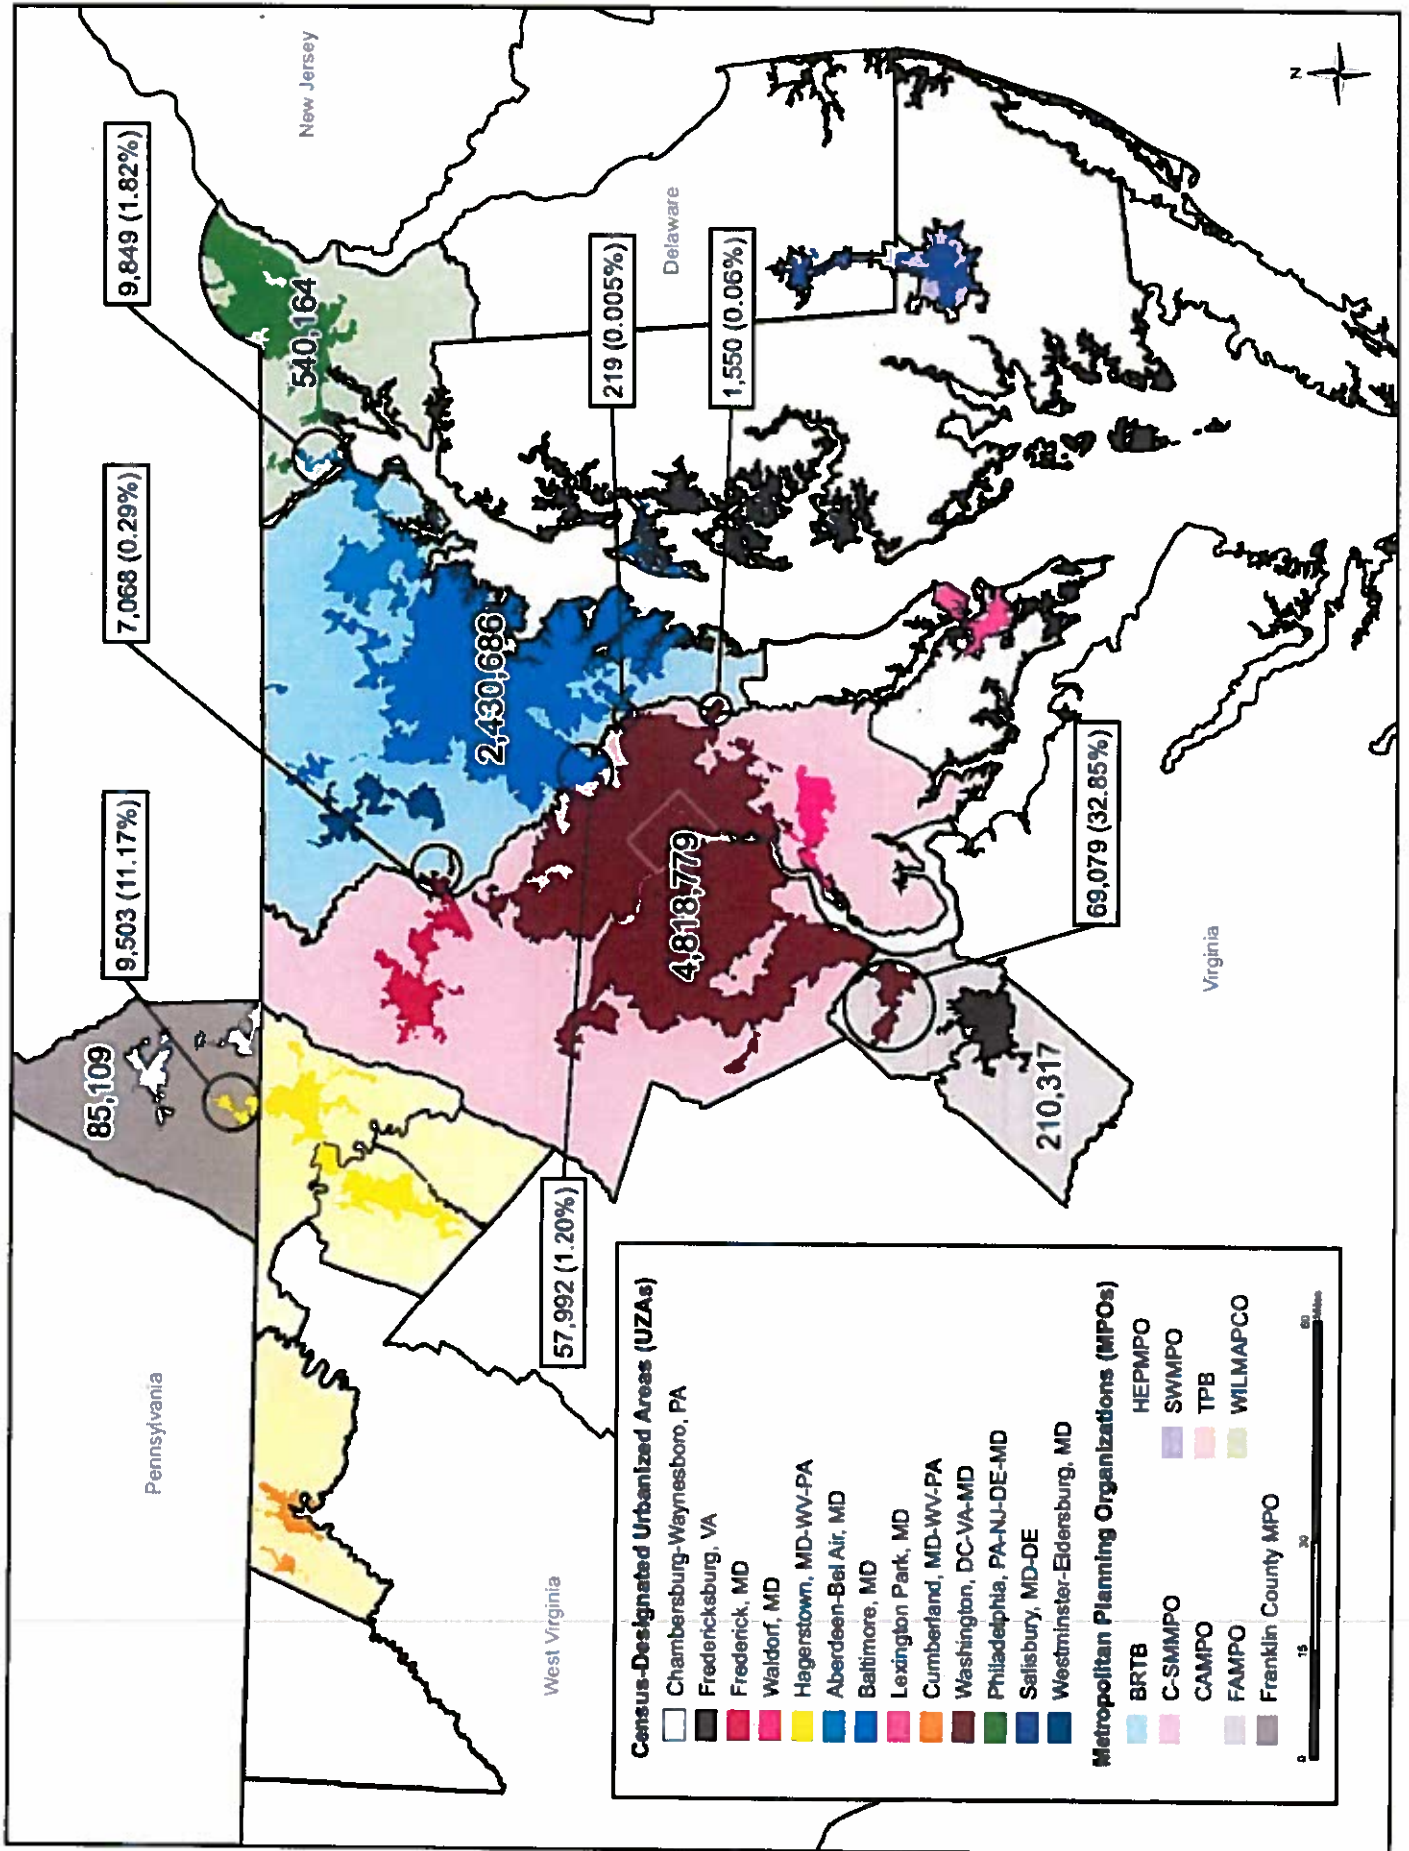 Pennsylvania
West Virginia
New Jersey
Delaware
Virginia
9,503 (11.17%)
7,068 (0.29%)
9,849 (1.82%)
85,109
540,164
2,430,686
219 (0.005%)
1,550 (0.06%)
4,818,779
57,992 (1.20%)
69,079 (32.85%)
210,317
N
Census-Designated Urbanized Areas (UZAs)
Chambersburg-Waynesboro, PA
Fredericksburg, VA
Frederick, MD
Waldorf, MD
Hagerstown, MD-WV-PA
Aberdeen-Bel Air, MD
Baltimore, MD
Lexington Park, MD
Cumberland, MD-WV-PA
Washington, DC-VA-MD
Philadelphia, PA-NJ-DE-MD
Salisbury, MD-DE
Westminster-Eldersburg, MD
Metropolitan Planning Organizations (MPOs)
BRTB
C-SMMPO
CAMPO
FAMPO
Franklin County MPO
HEPMPO
SWMPO
TPB
WILMAPCO
0 15 30 60
Miles